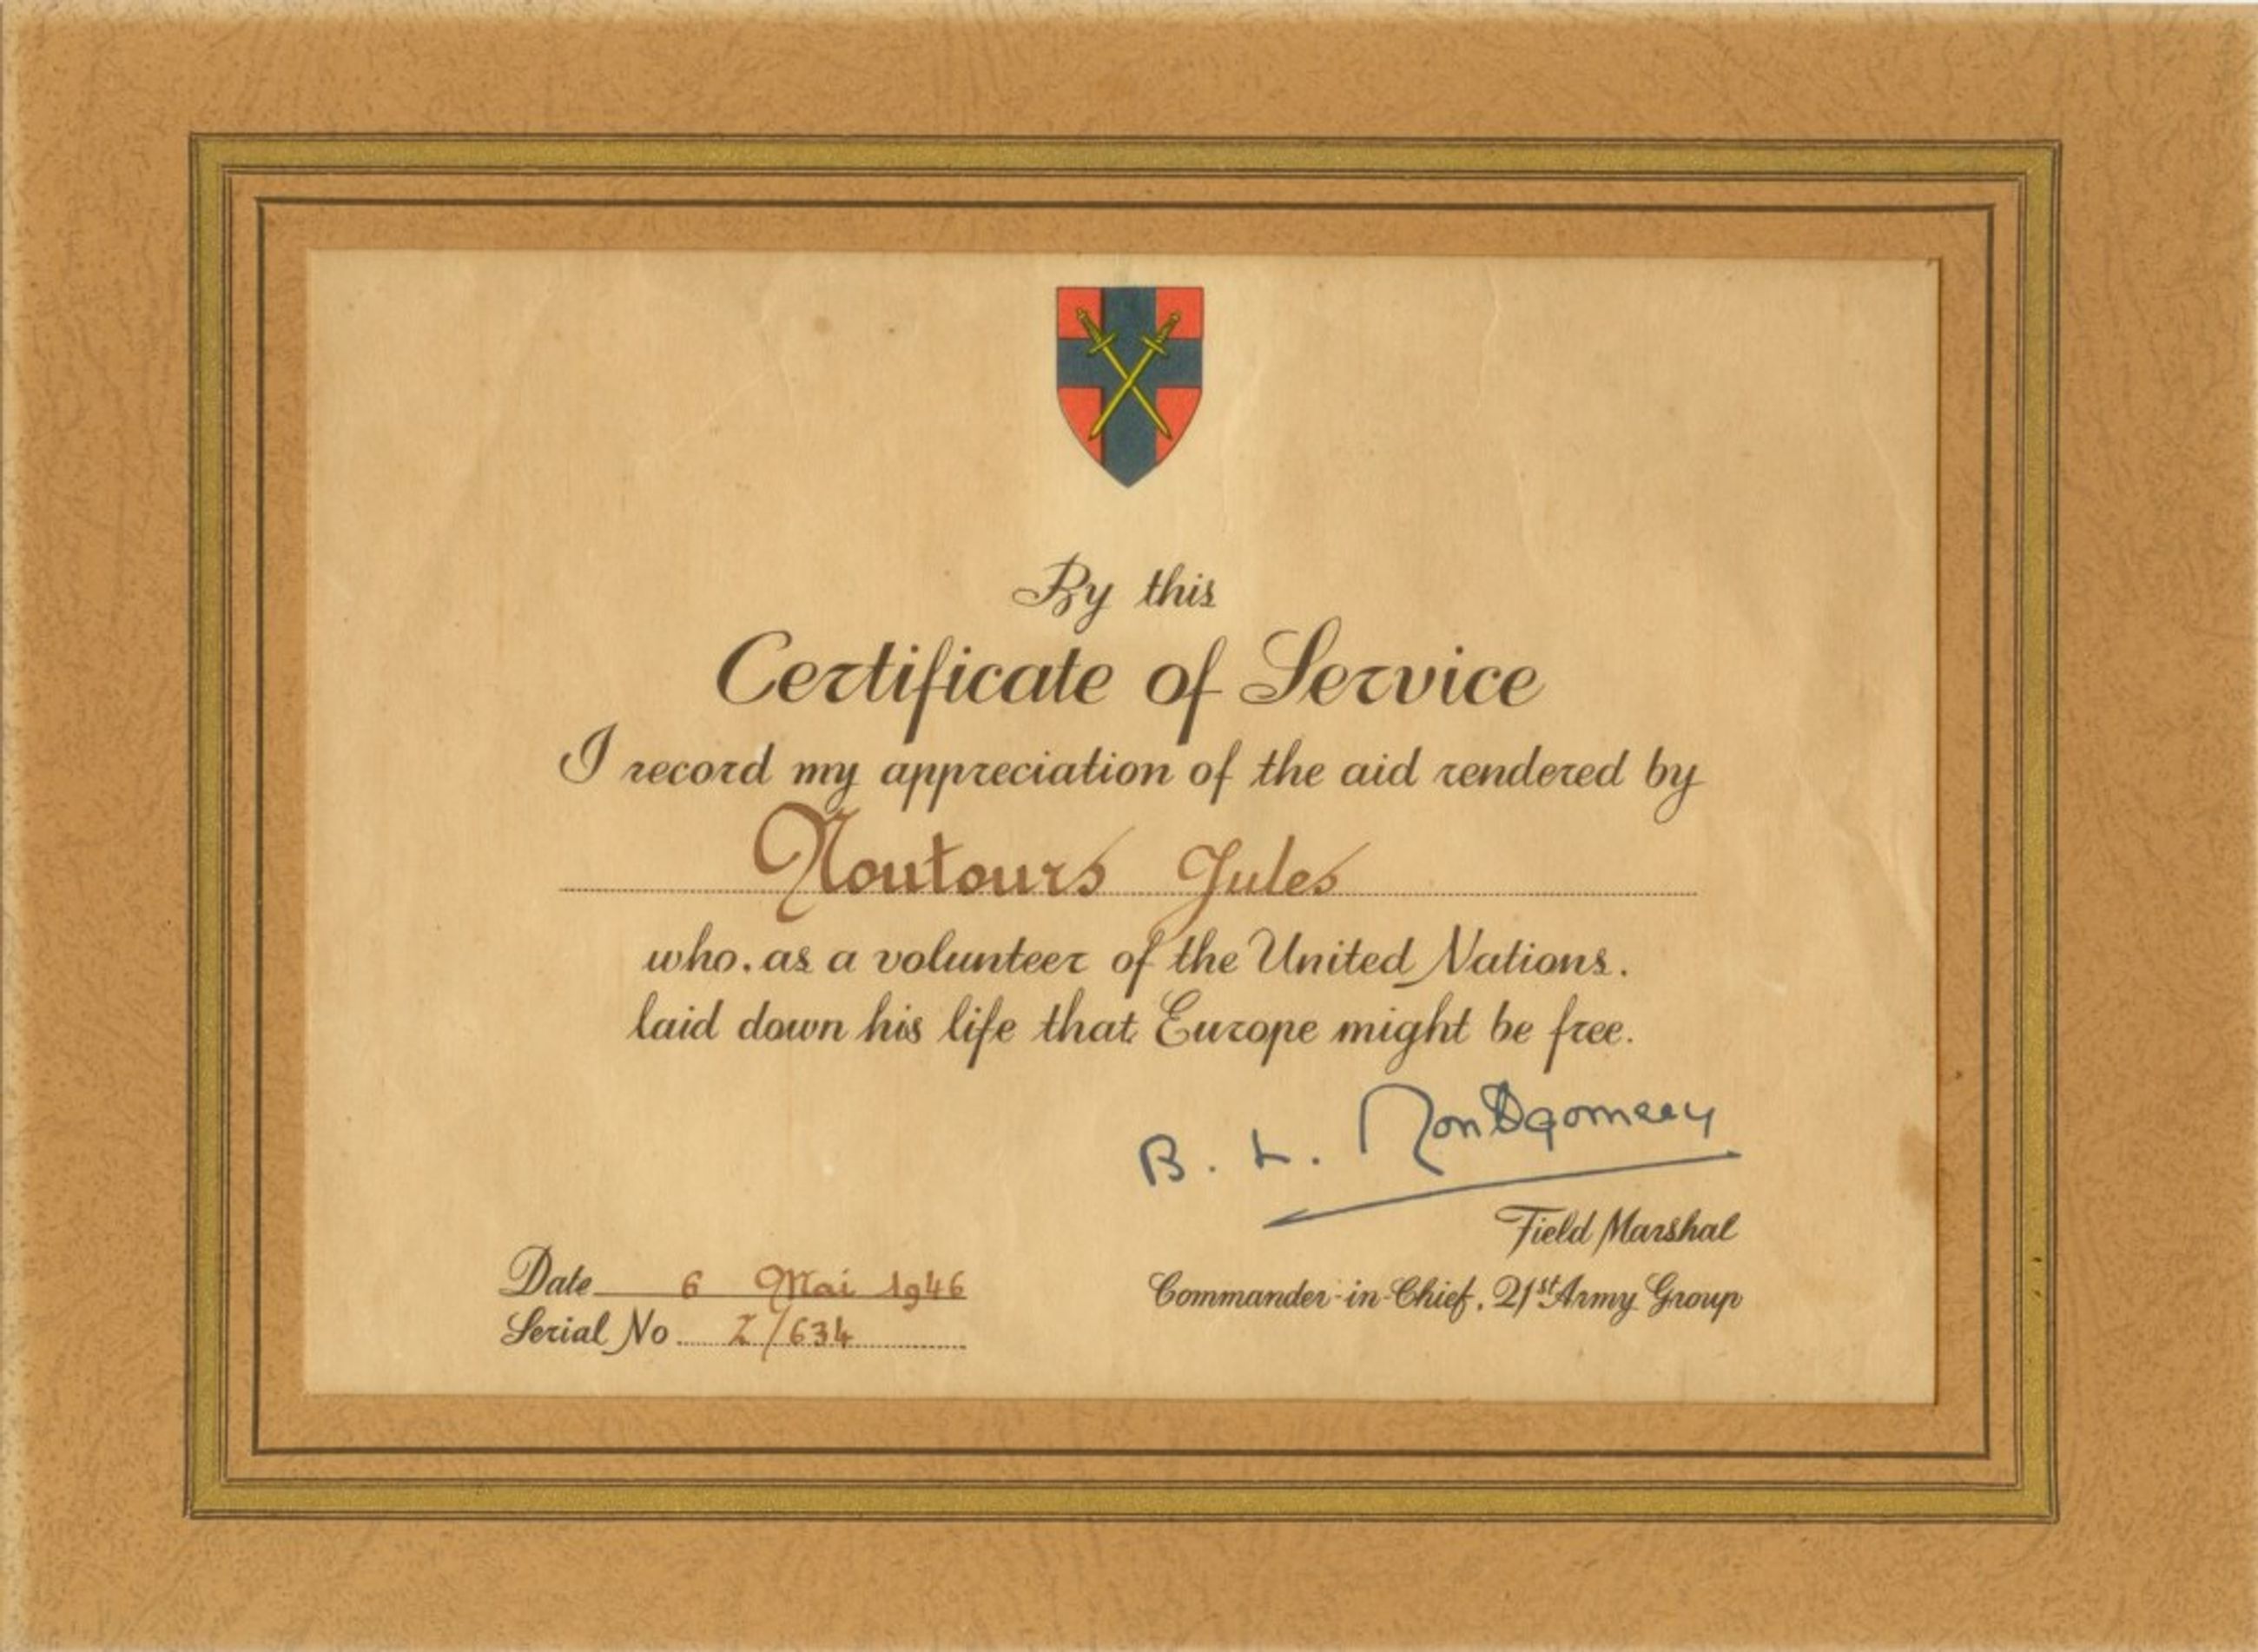 By this
Certificate of Service
I record my appreciation of the aid rendered by
Noutours Jules
who, as a volunteer of the United Nations,
laid down his life that Europe might be free.
B. L. Montgomery
Field Marshal
Commander-in-Chief, 21st Army Group
Date 6 Mai 1946
Serial No Z/634